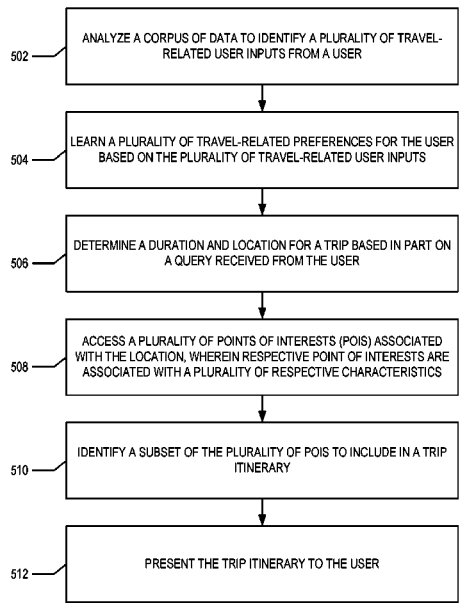 ANALYZE A CORPUS OF DATA TO IDENTIFY A PLURALITY OF TRAVEL-
RELATED USER INPUTS FROM A USER
502
LEARN A PLURALITY OF TRAVEL-RELATED PREFERENCES FOR THE USER
BASED ON THE PLURALITY OF TRAVEL-RELATED USER INPUTS
504
DETERMINE A DURATION AND LOCATION FOR A TRIP BASED IN PART ON
A QUERY RECEIVED FROM THE USER
506
ACCESS A PLURALITY OF POINTS OF INTERESTS (POIS) ASSOCIATED
WITH THE LOCATION, WHEREIN RESPECTIVE POINT OF INTERESTS ARE
ASSOCIATED WITH A PLURALITY OF RESPECTIVE CHARACTERISTICS
508
IDENTIFY A SUBSET OF THE PLURALITY OF POIS TO INCLUDE IN A TRIP
ITINERARY
510
PRESENT THE TRIP ITINERARY TO THE USER
512